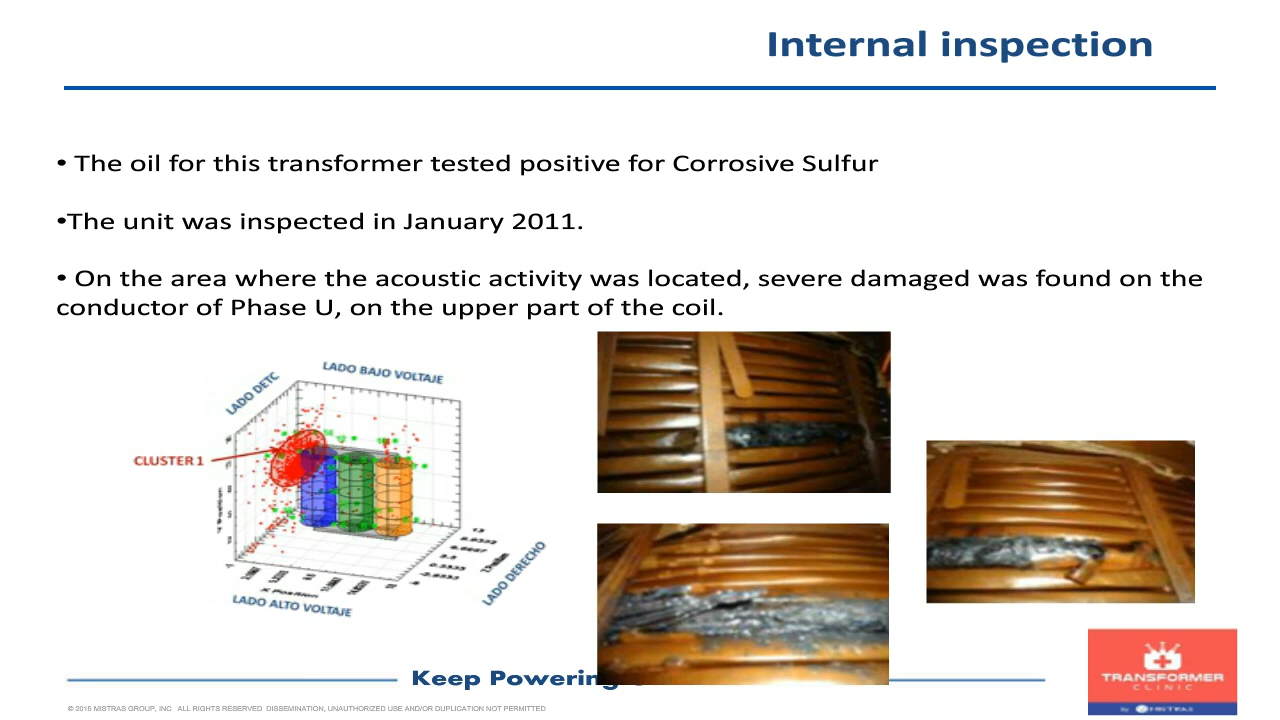 Internal inspection
• The oil for this transformer tested positive for Corrosive Sulfur
•The unit was inspected in January 2011.
• On the area where the acoustic activity was located, severe damaged was found on the
conductor of Phase U, on the upper part of the coil.
LADO BAJO VOLTAJE
LADO DETC
CLUSTER 1
X Position
LADO DERECHO
LADO ALTO VOLTAJE
Keep Powering
TRANSFORMER
CLINIC
by MISTRAS
© 2015 MISTRAS GROUP, INC ALL RIGHTS RESERVED DISSEMINATION, UNAUTHORIZED USE AND/OR DUPLICATION NOT PERMITTED